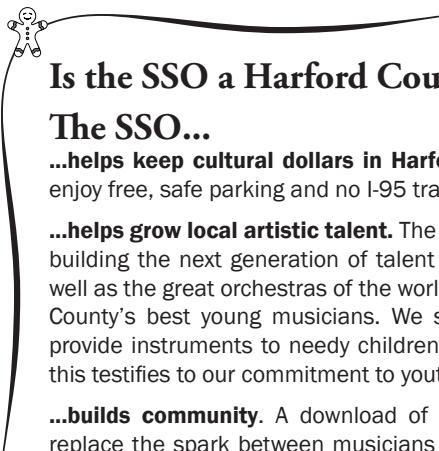 Is the SSO a Harford Cou
The SSO...
...helps keep cultural dollars in Harfo
enjoy free, safe parking and no I-95 tra
...helps grow local artistic talent. The
building the next generation of talent
well as the great orchestras of the worl
County's best young musicians. We s
provide instruments to needy children
this testifies to our commitment to yout
...builds community. A download of
replace the spark between musicians